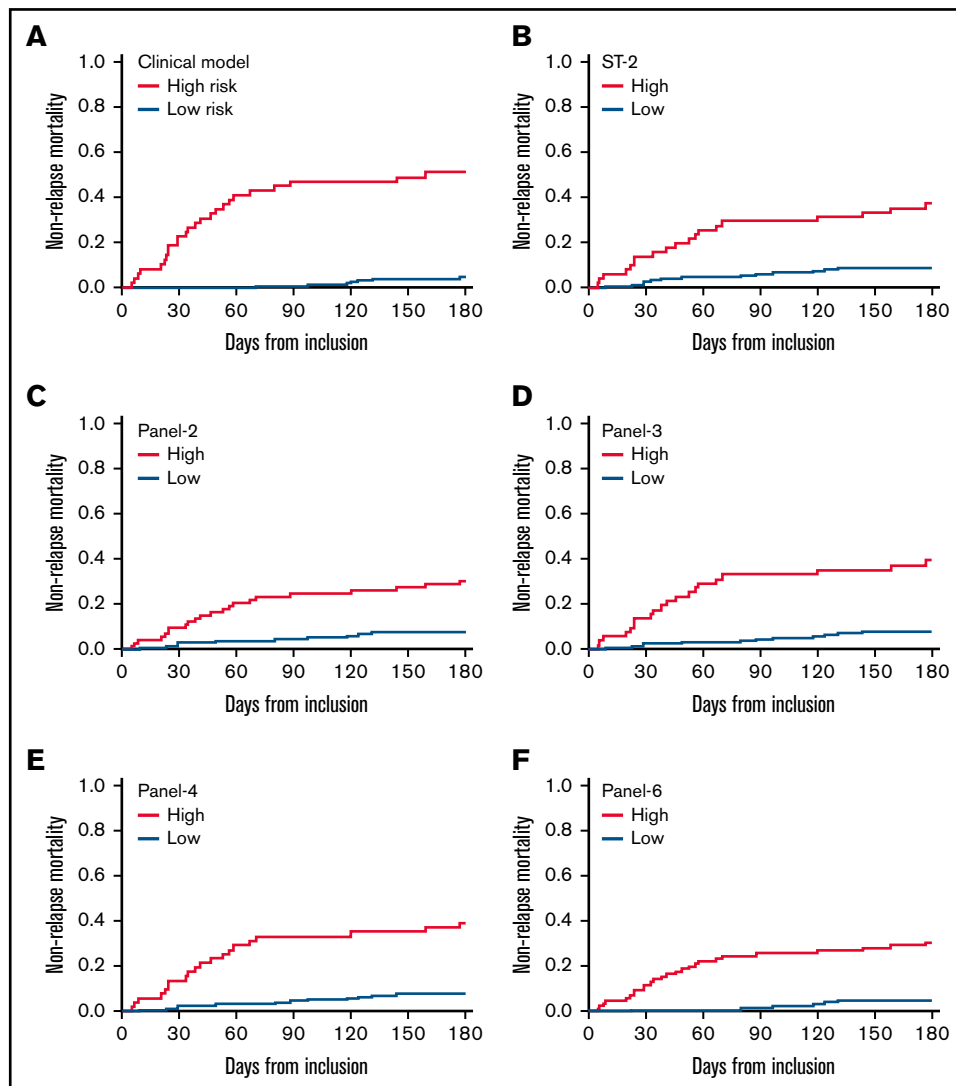 A
Clinical model
High risk
Low risk
Non-relapse mortality
1.0
0.8
0.6
0.4
0.2
0.0
0 30 60 90 120 150 180
Days from inclusion
B
ST-2
High
Low
Non-relapse mortality
1.0
0.8
0.6
0.4
0.2
0.0
0 30 60 90 120 150 180
Days from inclusion
C
Panel-2
High
Low
Non-relapse mortality
1.0
0.8
0.6
0.4
0.2
0.0
0 30 60 90 120 150 180
Days from inclusion
D
Panel-3
High
Low
Non-relapse mortality
1.0
0.8
0.6
0.4
0.2
0.0
0 30 60 90 120 150 180
Days from inclusion
E
Panel-4
High
Low
Non-relapse mortality
1.0
0.8
0.6
0.4
0.2
0.0
0 30 60 90 120 150 180
Days from inclusion
F
Panel-6
High
Low
Non-relapse mortality
1.0
0.8
0.6
0.4
0.2
0.0
0 30 60 90 120 150 180
Days from inclusion